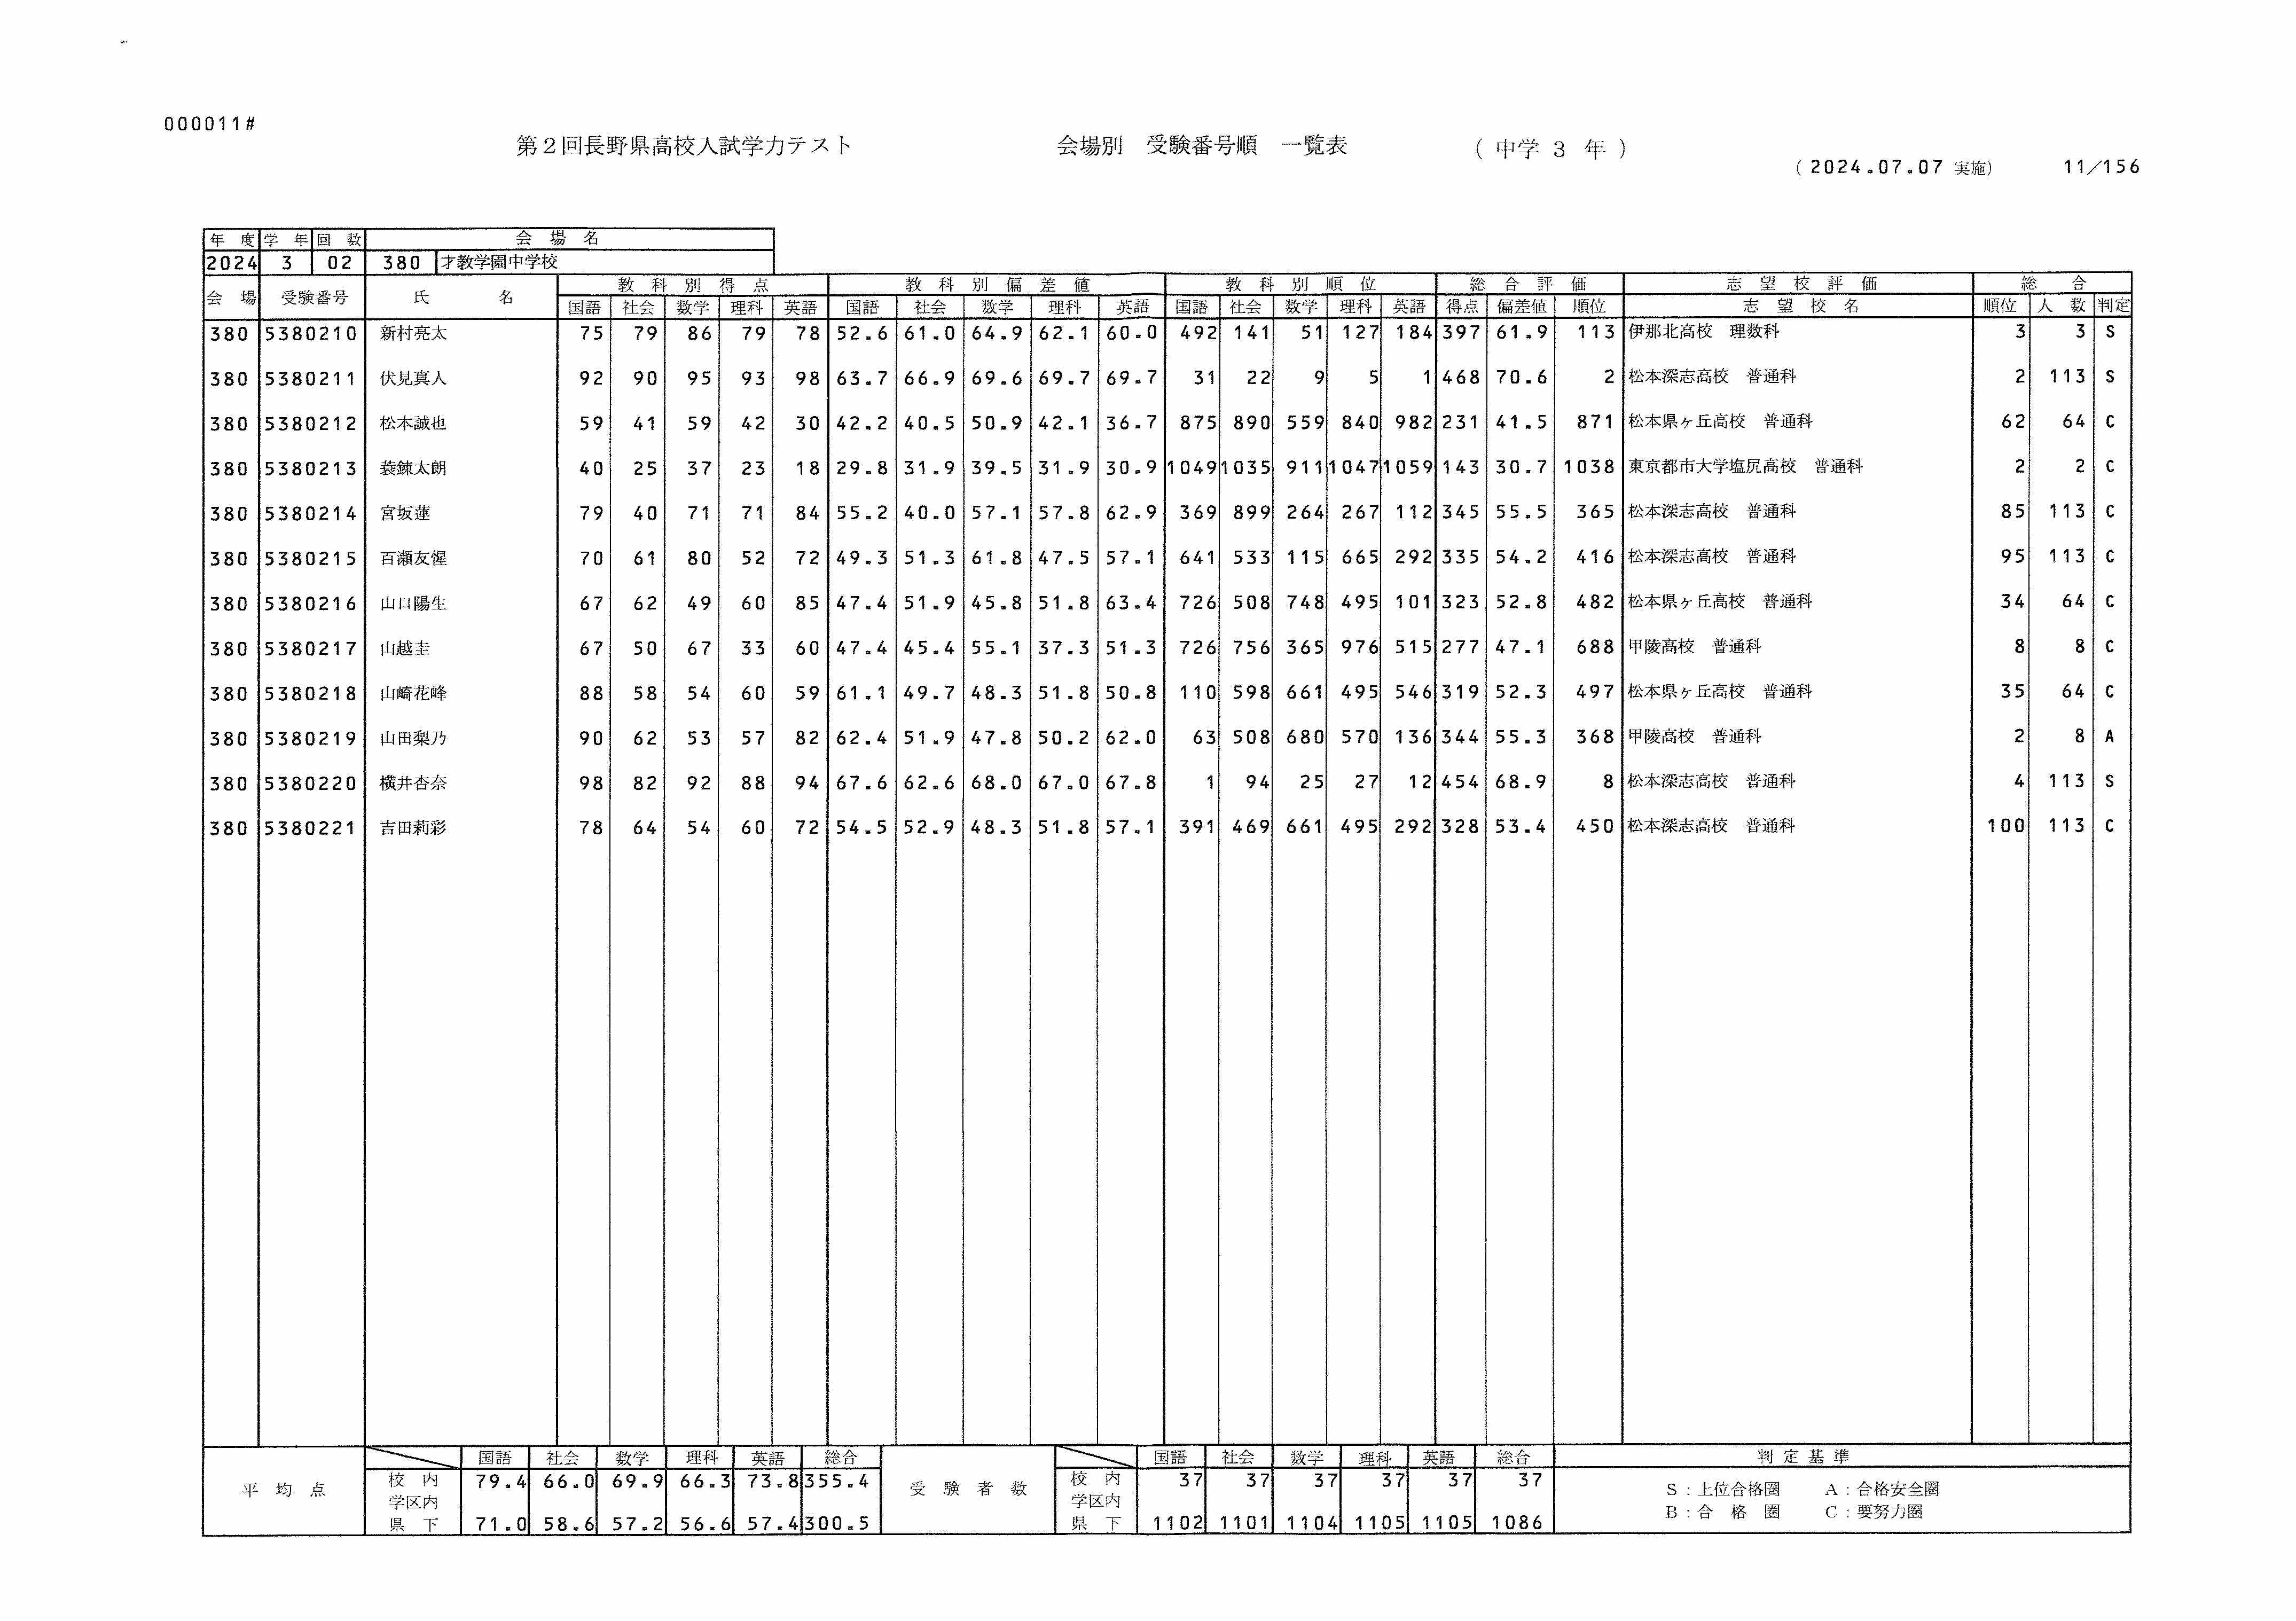 000011#
第2回長野県高校入試学力テスト 会場別 受験番号順 一覧表 ( 中学 3 年 )
( 2024.07.07 実施) 11/156
年 度 学 年 回 数 会 場 名
2024 3 02 380 才教学園中学校
教 科 別 得 点 教 科 別 偏 差 値 教 科 別 順 位 総 合 評 価 志 望 校 評 価 総 合
会 場 受験番号 氏 名 国語 社会 数学 理科 英語 国語 社会 数学 理科 英語 国語 社会 数学 理科 英語 得点 偏差値 順位 志 望 校 名 順位 人 数 判定
380 5380210 新村亮太 75 79 86 79 78 52.6 61.0 64.9 62.1 60.0 492 141 51 127 184 397 61.9 113 伊那北高校 理数科 3 3 S
380 5380211 伏見真人 92 90 95 93 98 63.7 66.9 69.6 69.7 69.7 31 22 9 5 1 468 70.6 2 松本深志高校 普通科 2 113 S
380 5380212 松本誠也 59 41 59 42 30 42.2 40.5 50.9 42.1 36.7 875 890 559 840 982 231 41.5 871 松本県ヶ丘高校 普通科 62 64 C
380 5380213 蓑錬太朗 40 25 37 23 18 29.8 31.9 39.5 31.9 30.9 1049 1035 911 1047 1059 143 30.7 1038 東京都市大学塩尻高校 普通科 2 2 C
380 5380214 宮坂蓮 79 40 71 71 84 55.2 40.0 57.1 57.8 62.9 369 899 264 267 112 345 55.5 365 松本深志高校 普通科 85 113 C
380 5380215 百瀬友惺 70 61 80 52 72 49.3 51.3 61.8 47.5 57.1 641 533 115 665 292 335 54.2 416 松本深志高校 普通科 95 113 C
380 5380216 山口陽生 67 62 49 60 85 47.4 51.9 45.8 51.8 63.4 726 508 748 495 101 323 52.8 482 松本県ヶ丘高校 普通科 34 64 C
380 5380217 山越圭 67 50 67 33 60 47.4 45.4 55.1 37.3 51.3 726 756 365 976 515 277 47.1 688 甲陵高校 普通科 8 8 C
380 5380218 山崎花峰 88 58 54 60 59 61.1 49.7 48.3 51.8 50.8 110 598 661 495 546 319 52.3 497 松本県ヶ丘高校 普通科 35 64 C
380 5380219 山田梨乃 90 62 53 57 82 62.4 51.9 47.8 50.2 62.0 63 508 680 570 136 344 55.3 368 甲陵高校 普通科 2 8 A
380 5380220 横井杏奈 98 82 92 88 94 67.6 62.6 68.0 67.0 67.8 1 94 25 27 12 454 68.9 8 松本深志高校 普通科 4 113 S
380 5380221 吉田莉彩 78 64 54 60 72 54.5 52.9 48.3 51.8 57.1 391 469 661 495 292 328 53.4 450 松本深志高校 普通科 100 113 C
国語 社会 数学 理科 英語 総合 国語 社会 数学 理科 英語 総合 判 定 基 準
平 均 点 校 内 79.4 66.0 69.9 66.3 73.8 355.4 受 験 者 数 校 内 37 37 37 37 37 37 S：上位合格圏 A：合格安全圏
学区内 学区内
県 下 71.0 58.6 57.2 56.6 57.4 300.5 県 下 1102 1101 1104 1105 1105 1086 B：合 格 圏 C：要努力圏